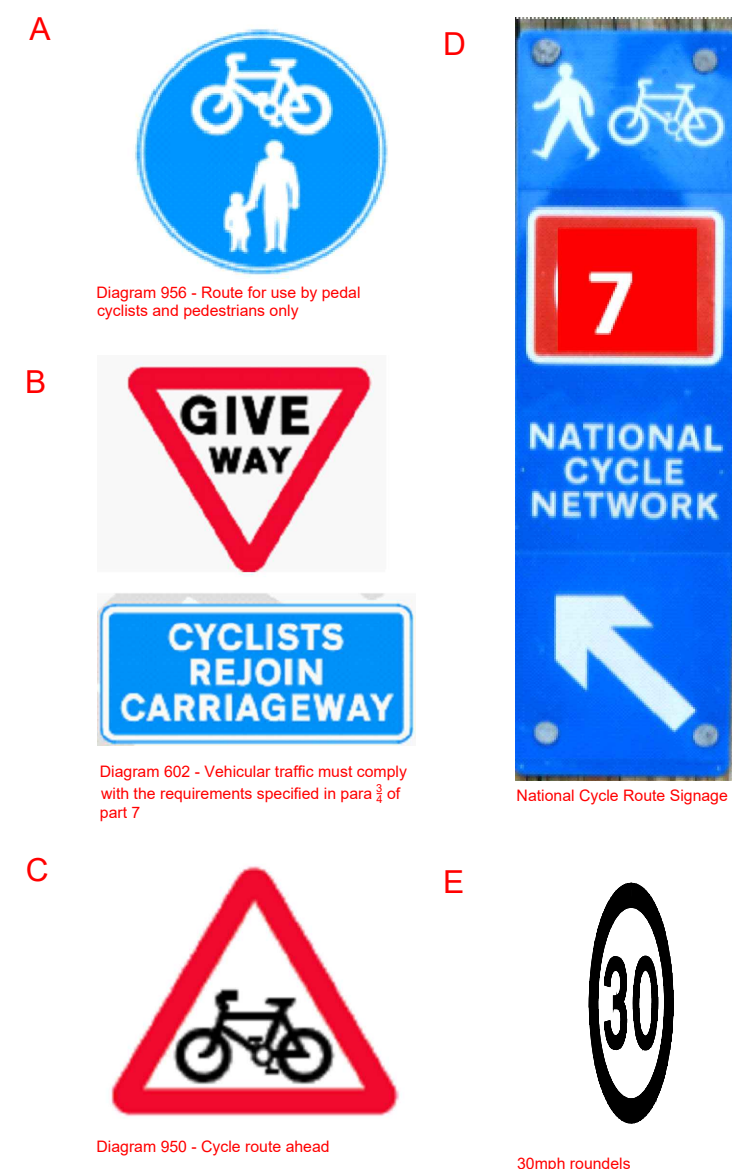 A
Diagram 956 - Route for use by pedal
cyclists and pedestrians only
B
GIVE
WAY
CYCLISTS
REJOIN
CARRIAGEWAY
Diagram 602 - Vehicular traffic must comply
with the requirements specified in para 3/4 of
part 7
C
Diagram 950 - Cycle route ahead
D
7
NATIONAL
CYCLE
NETWORK
National Cycle Route Signage
E
30
30mph roundels